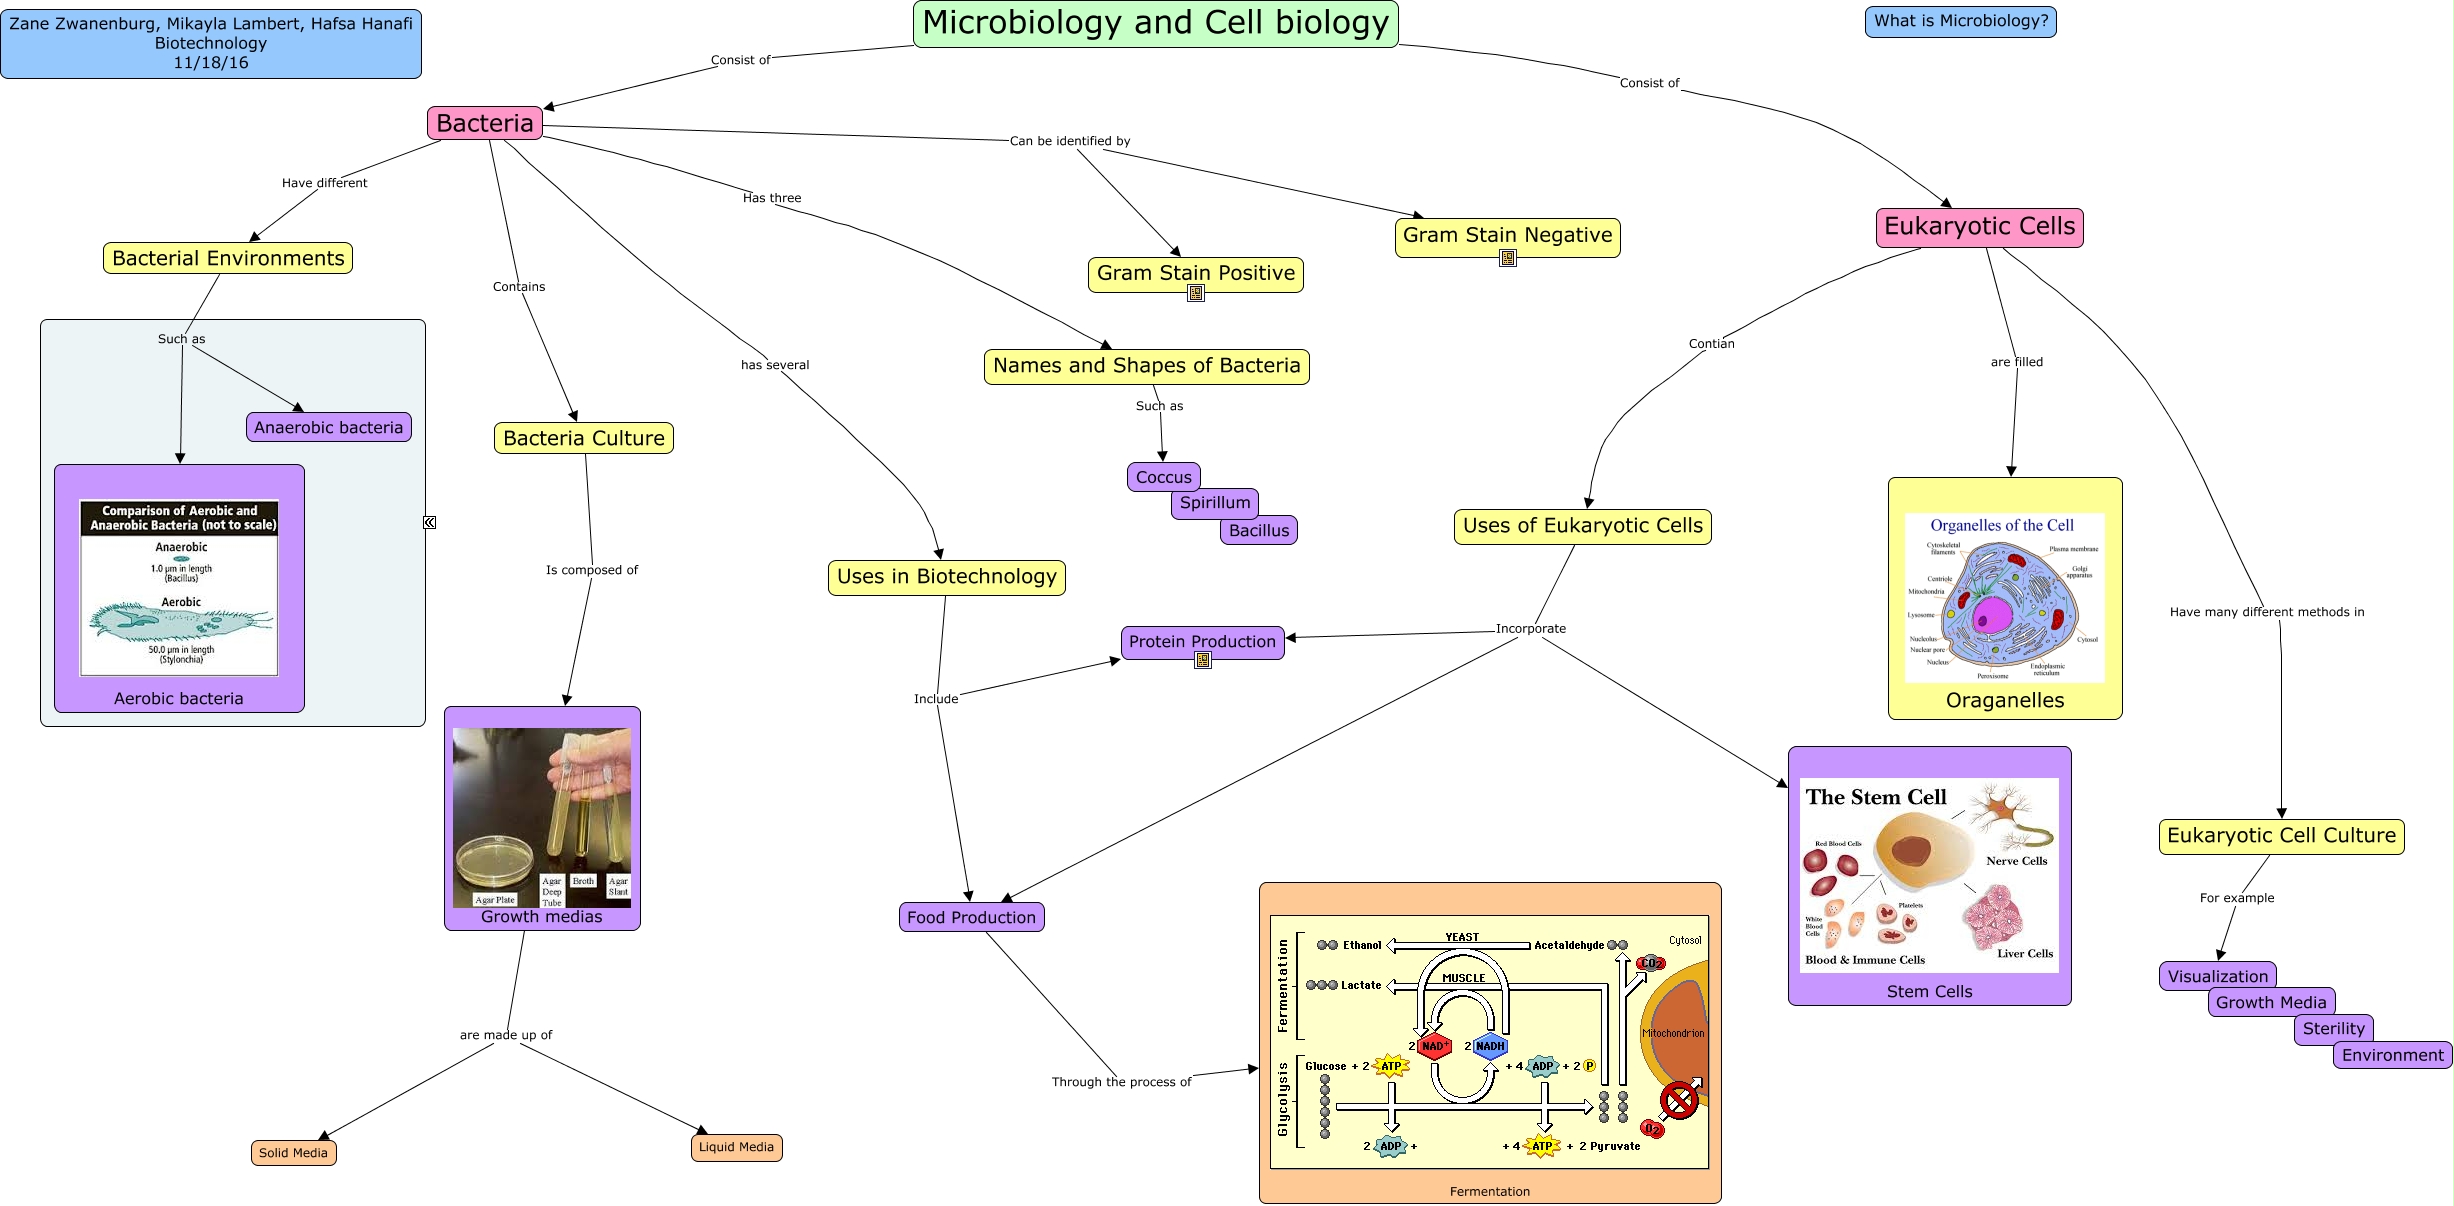 Zane Zwanenburg, Mikayla Lambert, Hafsa Hanafi
Biotechnology
11/18/16
Microbiology and Cell biology
What is Microbiology?
Consist of
Consist of
Bacteria
Can be identified by
Have different
Has three
Eukaryotic Cells
Gram Stain Negative
Bacterial Environments
Gram Stain Positive
Contains
Such as
Contian
are filled
has several
Names and Shapes of Bacteria
Such as
Anaerobic bacteria
Bacteria Culture
Coccus
Spirillum
Bacillus
Comparison of Aerobic and
Anaerobic Bacteria (not to scale)
Anaerobic
1.0 µm in length
(Bacillus)
Aerobic
50.0 µm in length
(Stylonchia)
Aerobic bacteria
Is composed of
Uses in Biotechnology
Uses of Eukaryotic Cells
Organelles of the Cell
Cytoskeletal
filaments
Plasma membrane
Golgi
apparatus
Centriole
Mitochondria
Lysosome
Nucleolus
Cytosol
Nuclear pore
Nucleus
Endoplasmic
reticulum
Peroxisome
Oraganelles
Have many different methods in
Incorporate
Protein Production
Include
Agar Plate
Agar
Deep
Tube
Broth
Agar
Slant
Growth medias
The Stem Cell
Red Blood Cells
Nerve Cells
Platelets
White
Blood
Cells
Blood & Immune Cells
Liver Cells
Stem Cells
Eukaryotic Cell Culture
For example
Visualization
Growth Media
Sterility
Environment
Food Production
Through the process of
Fermentation
Ethanol
YEAST
Acetaldehyde
Cytosol
CO2
Lactate
MUSCLE
Mitochondrion
2 NAD+
2 NADH
Glycolysis
Glucose + 2 ATP
+ 4 ADP + 2 P
O2
2 ADP +
+ 4 ATP + 2 Pyruvate
Fermentation
are made up of
Solid Media
Liquid Media